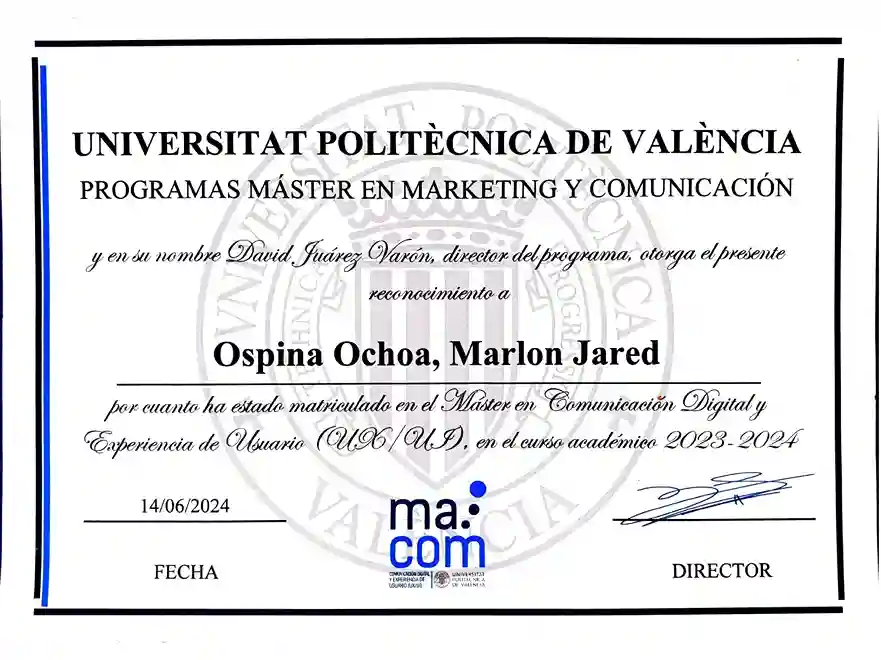 UNIVERSITAT POLITÈCNICA DE VALÈNCIA
PROGRAMAS MÁSTER EN MARKETING Y COMUNICACIÓN
y en su nombre David Juárez Varón, director del programa, otorga el presente
reconocimiento a
Ospina Ochoa, Marlon Jared
por cuanto ha estado matriculado en el Máster en Comunicación Digital y
Experiencia de Usuario (UX/UI), en el curso académico 2023-2024
14/06/2024
FECHA
ma.
com
COMUNICACIÓN DIGITAL
Y EXPERIENCIA DE
USUARIO (UX/UI)
UNIVERSITAT
POLITÈCNICA
DE VALÈNCIA
DIRECTOR
VNIVERSITAT POLITÈCNICA
VALÈNCIA